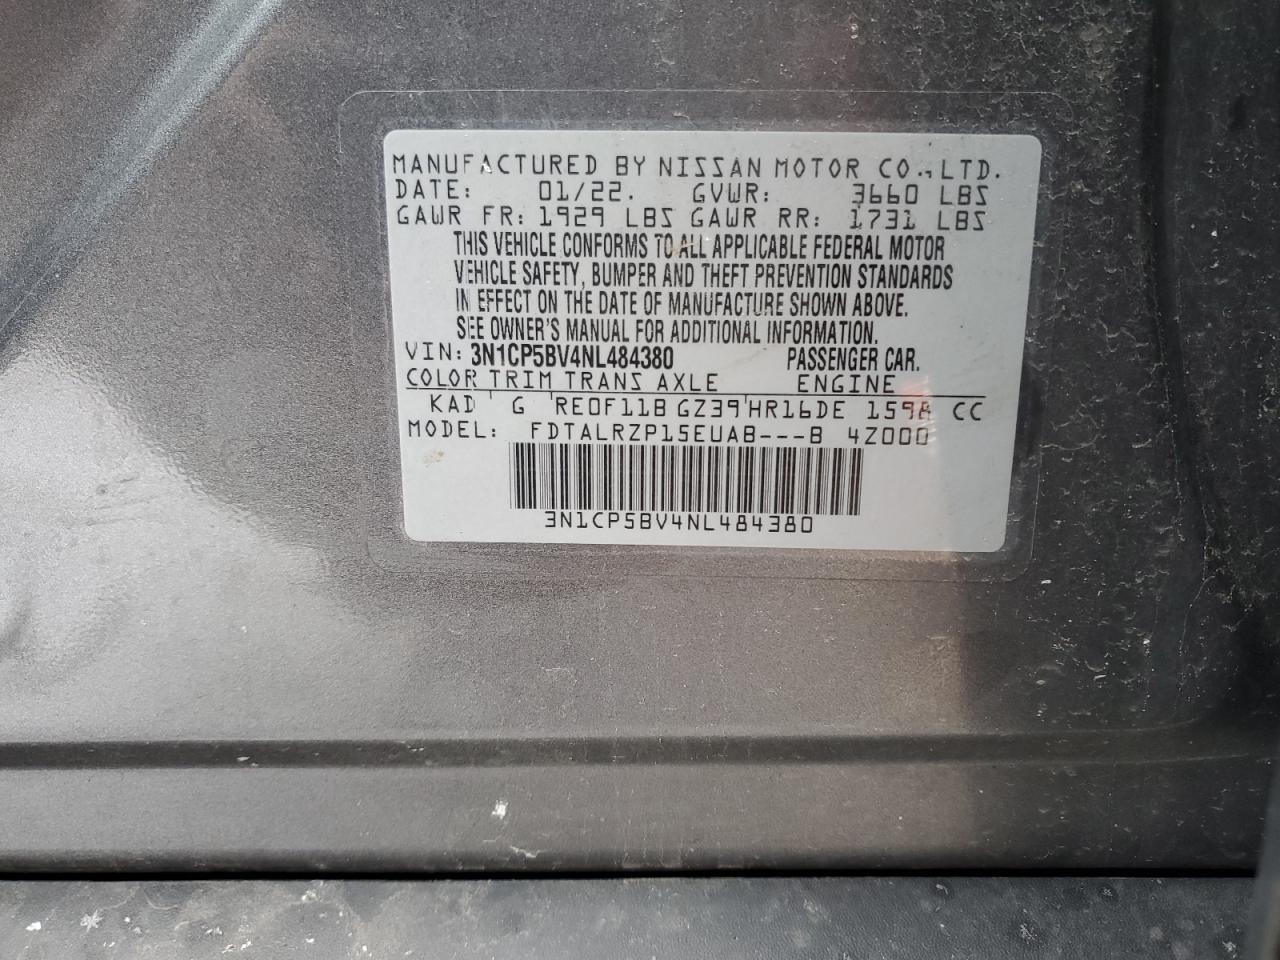 MANUFACTURED BY NISSAN MOTOR CO., LTD.
DATE: 01/22. GVWR: 3660 LBS
GAWR FR: 1929 LBS GAWR RR: 1731 LBS
THIS VEHICLE CONFORMS TO ALL APPLICABLE FEDERAL MOTOR
VEHICLE SAFETY, BUMPER AND THEFT PREVENTION STANDARDS
IN EFFECT ON THE DATE OF MANUFACTURE SHOWN ABOVE.
SEE OWNER'S MANUAL FOR ADDITIONAL INFORMATION.
VIN: 3N1CP5BV4NL484380 PASSENGER CAR.
COLOR TRIM TRANS AXLE ENGINE
KAD G RE0F11B GZ39 HR16DE 1598 CC
MODEL: FDTALRZP15EUAB---B 4Z000
3N1CP5BV4NL484380